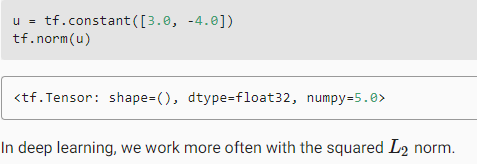 u = tf.constant([3.0, -4.0])
tf.norm(u)
<tf.Tensor: shape=(), dtype=float32, numpy=5.0>
In deep learning, we work more often with the squared L₂ norm.